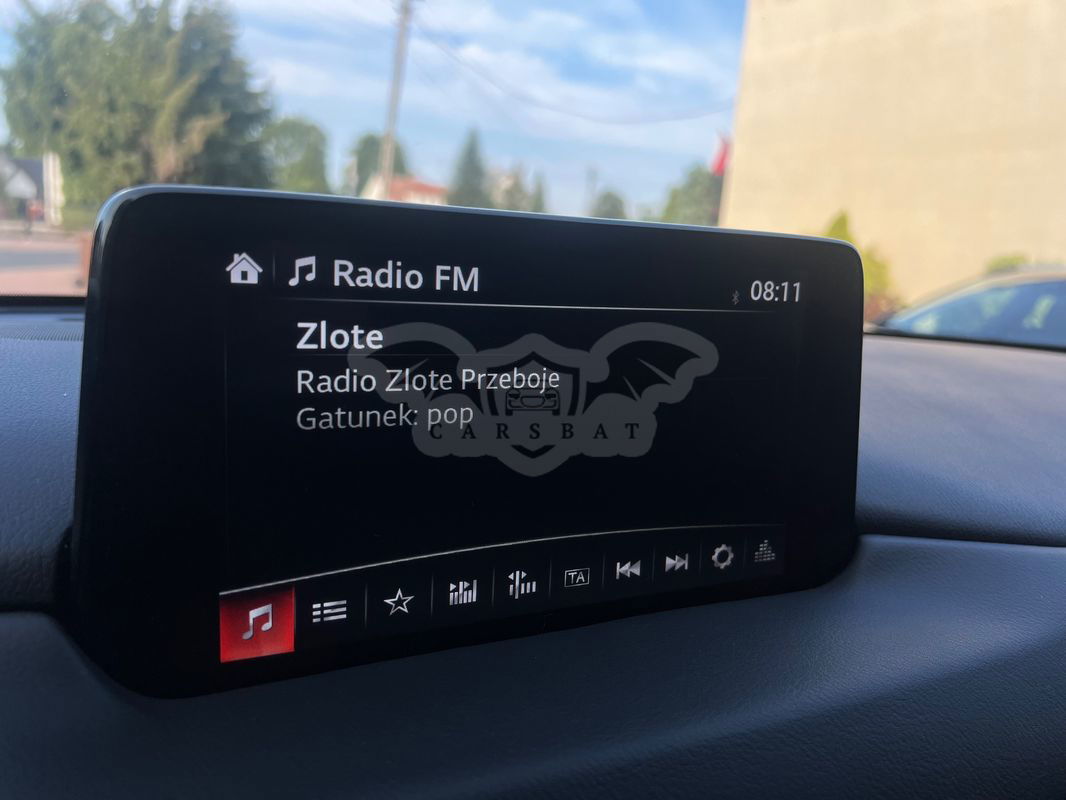 Radio FM
08:11
Zlote
Radio Zlote Przeboje
Gatunek: pop
CARSBAT
TA